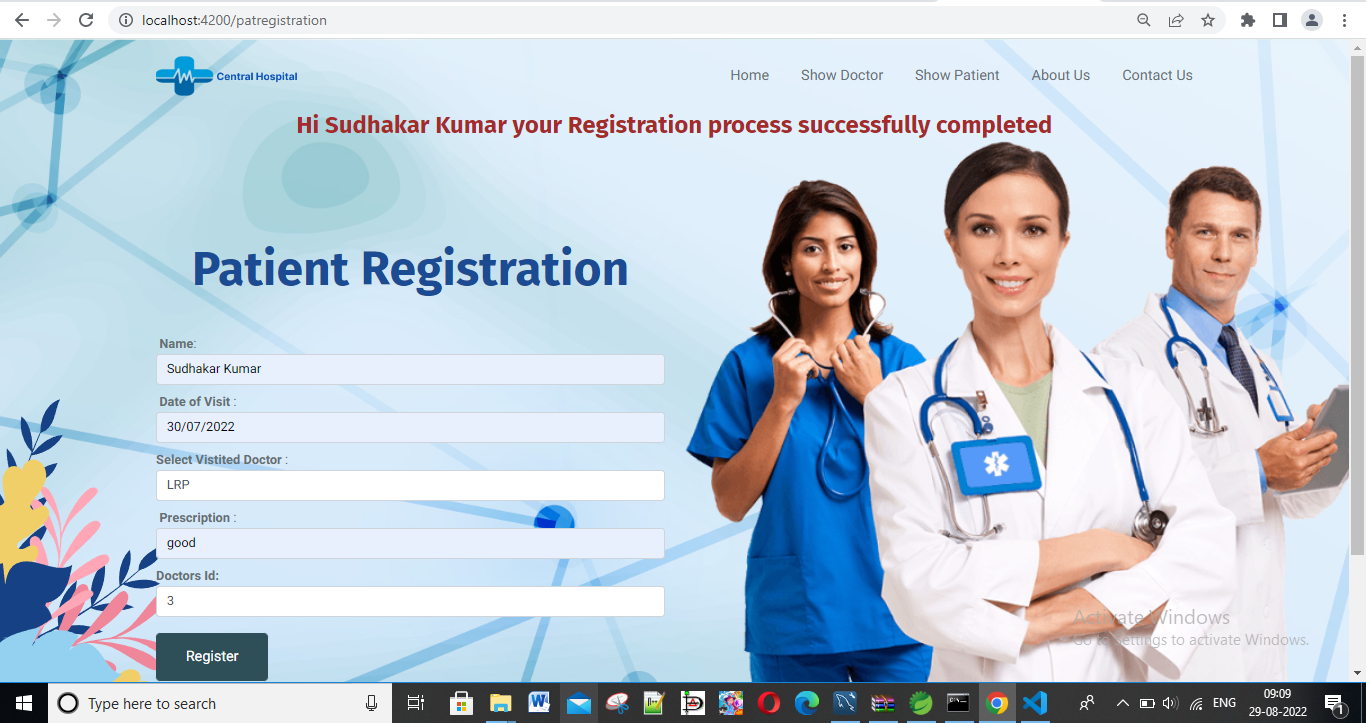 localhost:4200/patregistration
Central Hospital
Home Show Doctor Show Patient About Us Contact Us
Hi Sudhakar Kumar your Registration process successfully completed
Patient Registration
Name:
Sudhakar Kumar
Date of Visit :
30/07/2022
Select Vistited Doctor :
LRP
Prescription :
good
Doctors Id:
3
Register
Activate Windows
Go to Settings to activate Windows.
Type here to search
ENG
09:09
29-08-2022
1